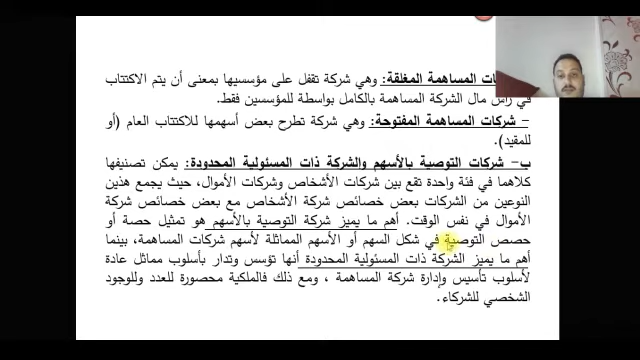 ات المساهمة المغلقة: وهي شركة تقفل على مؤسسيها بمعنى أن يتم الاكتتاب
في رأس مال الشركة المساهمة بالكامل بواسطة للمؤسسين فقط.
– شركات المساهمة المفتوحة: وهي شركة تطرح بعض أسهمها للاكتتاب العام (أو
للمقيد).
ب– شركات التوصية بالأسهم والشركة ذات المسئولية المحدودة: يمكن تصنيفها
كلاهما في فئة واحدة تقع بين شركات الأشخاص وشركات الأموال، حيث يجمع هذين
النوعين من الشركات بعض خصائص شركة الأشخاص مع بعض خصائص شركة
الأموال في نفس الوقت. أهم ما يميز شركة التوصية بالأسهم هو تمثيل حصة أو
حصص التوصية في شكل السهم أو الأسهم المماثلة لأسهم شركات المساهمة، بينما
أهم ما يميز الشركة ذات المسئولية المحدودة أنها تؤسس وتدار بأسلوب مماثل عادة
لأسلوب تأسيس وإدارة شركة المساهمة ، ومع ذلك فالملكية محصورة للعدد وللوجود
الشخصي للشركاء.